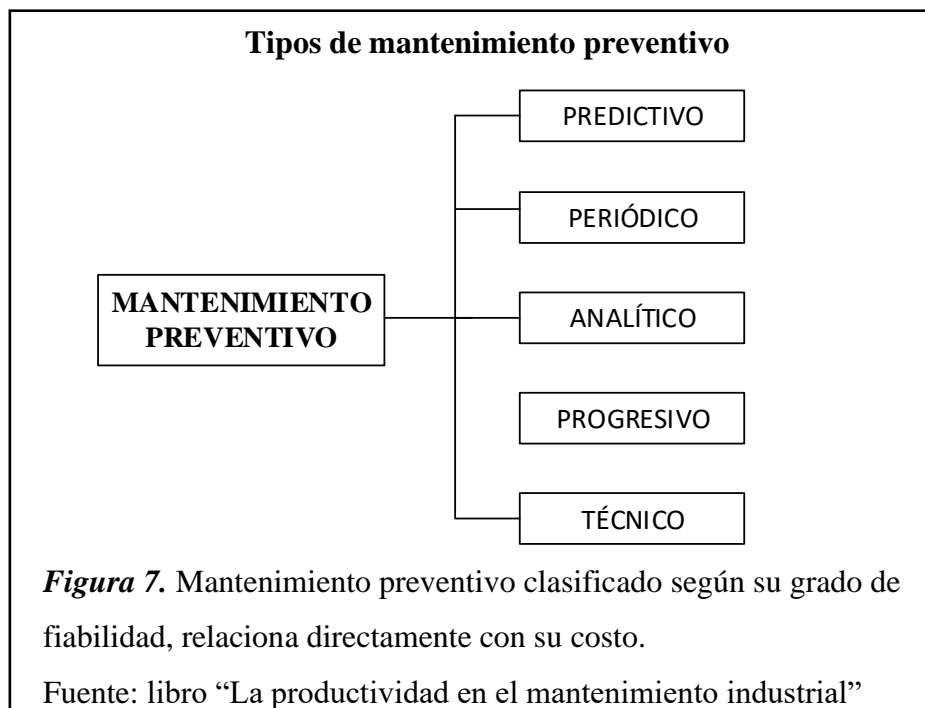 Tipos de mantenimiento preventivo
PREDICTIVO
PERIÓDICO
MANTENIMIENTO
PREVENTIVO
ANALÍTICO
PROGRESIVO
TÉCNICO
Figura 7. Mantenimiento preventivo clasificado según su grado de
fiabilidad, relaciona directamente con su costo.
Fuente: libro “La productividad en el mantenimiento industrial”